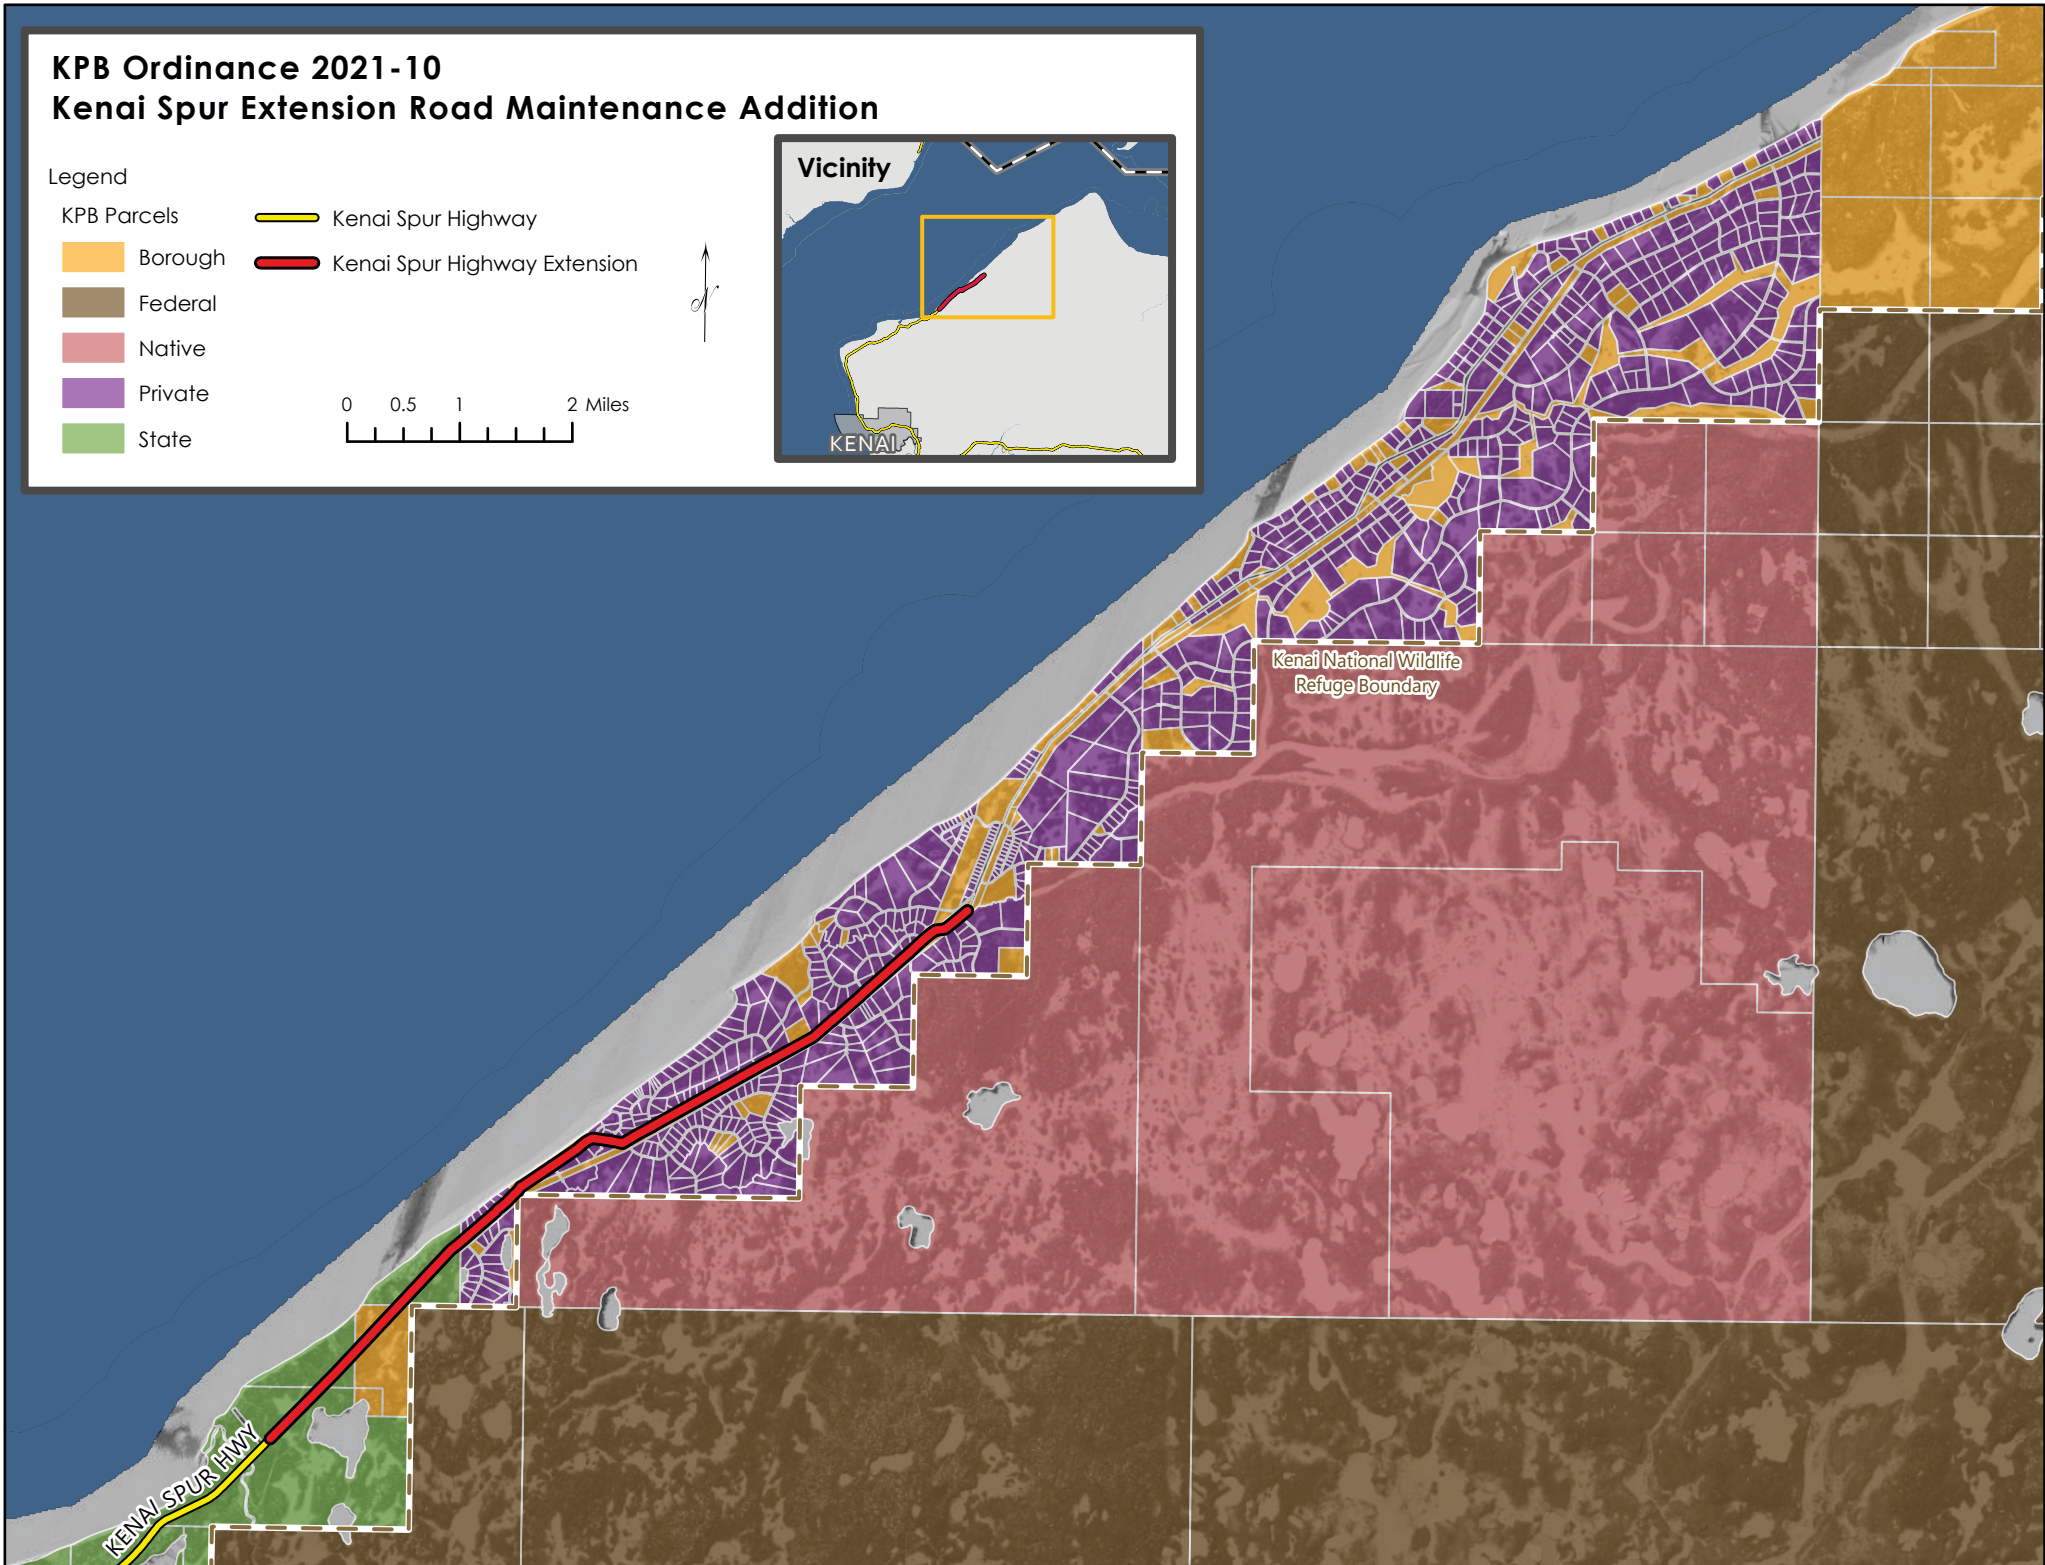 KPB Ordinance 2021-10
Kenai Spur Extension Road Maintenance Addition
Legend
KPB Parcels
Borough
Federal
Native
Private
State
Kenai Spur Highway
Kenai Spur Highway Extension
N
0 0.5 1 2 Miles
Vicinity
KENAI
Kenai National Wildlife
Refuge Boundary
KENAI SPUR HWY